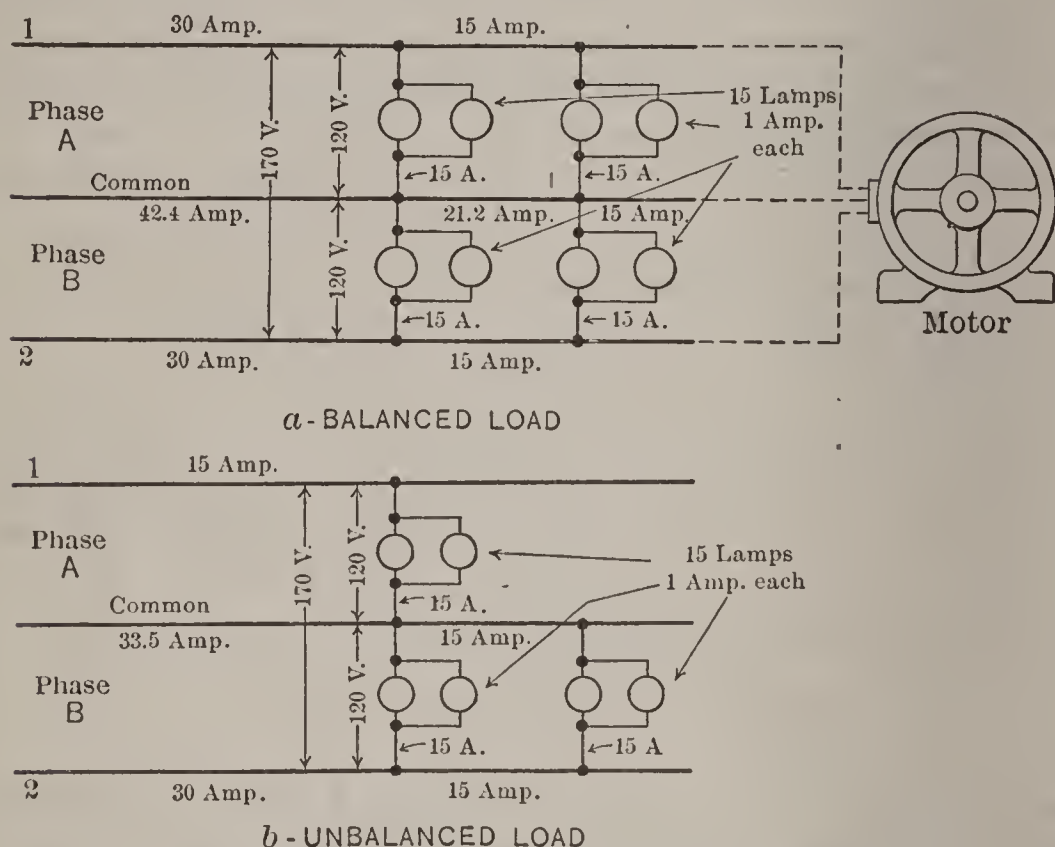 1 30 Amp. 15 Amp.
Phase
A
170 V.
120 V.
15 Lamps
1 Amp.
each
15 A.
15 A.
Common
42.4 Amp. 21.2 Amp. 15 Amp.
Phase
B
120 V.
15 A.
15 A.
Motor
2 30 Amp. 15 Amp.
a - BALANCED LOAD
1 15 Amp.
Phase
A
170 V.
120 V.
15 Lamps
1 Amp. each
15 A.
Common
33.5 Amp. 15 Amp.
Phase
B
120 V.
15 A.
15 A
2 30 Amp. 15 Amp.
b - UNBALANCED LOAD